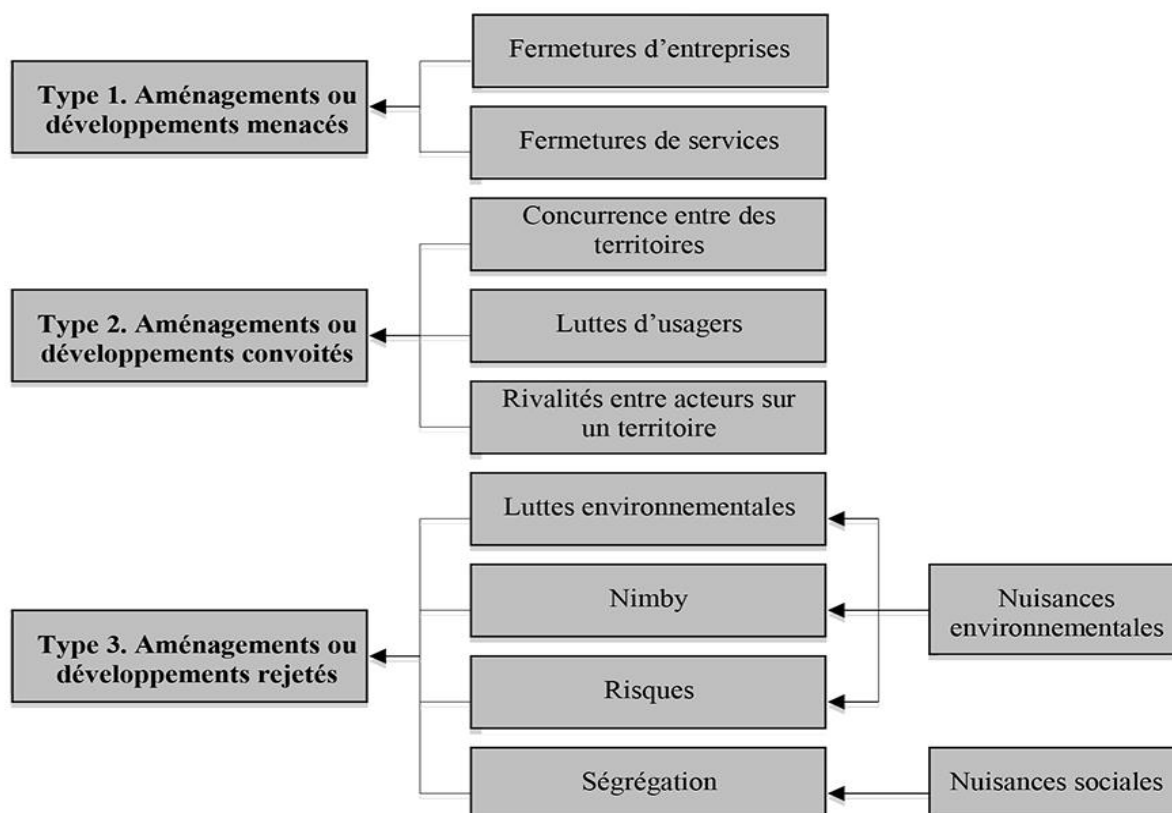 Fermetures d’entreprises
Type 1. Aménagements ou
développements menacés
Fermetures de services
Concurrence entre des
territoires
Type 2. Aménagements ou
développements convoités
Luttes d’usagers
Rivalités entre acteurs sur
un territoire
Luttes environnementales
Nimby
Nuisances
environnementales
Type 3. Aménagements ou
développements rejetés
Risques
Ségrégation
Nuisances sociales